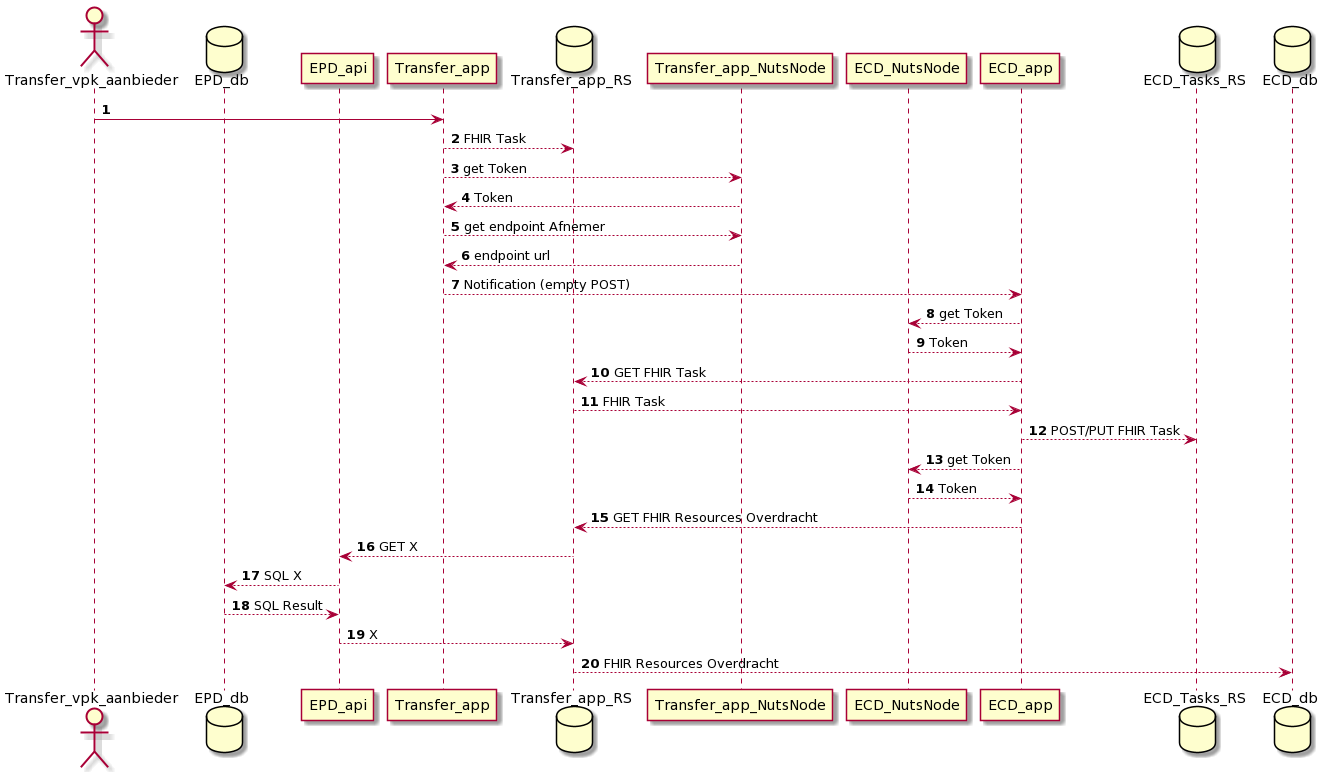 Transfer_vpk_aanbieder EPD_db EPD_api Transfer_app Transfer_app_RS Transfer_app_NutsNode ECD_NutsNode ECD_app ECD_Tasks_RS ECD_db
1
2 FHIR Task
3 get Token
4 Token
5 get endpoint Afnemer
6 endpoint url
7 Notification (empty POST)
8 get Token
9 Token
10 GET FHIR Task
11 FHIR Task
12 POST/PUT FHIR Task
13 get Token
14 Token
15 GET FHIR Resources Overdracht
16 GET X
17 SQL X
18 SQL Result
19 X
20 FHIR Resources Overdracht
Transfer_vpk_aanbieder EPD_db EPD_api Transfer_app Transfer_app_RS Transfer_app_NutsNode ECD_NutsNode ECD_app ECD_Tasks_RS ECD_db